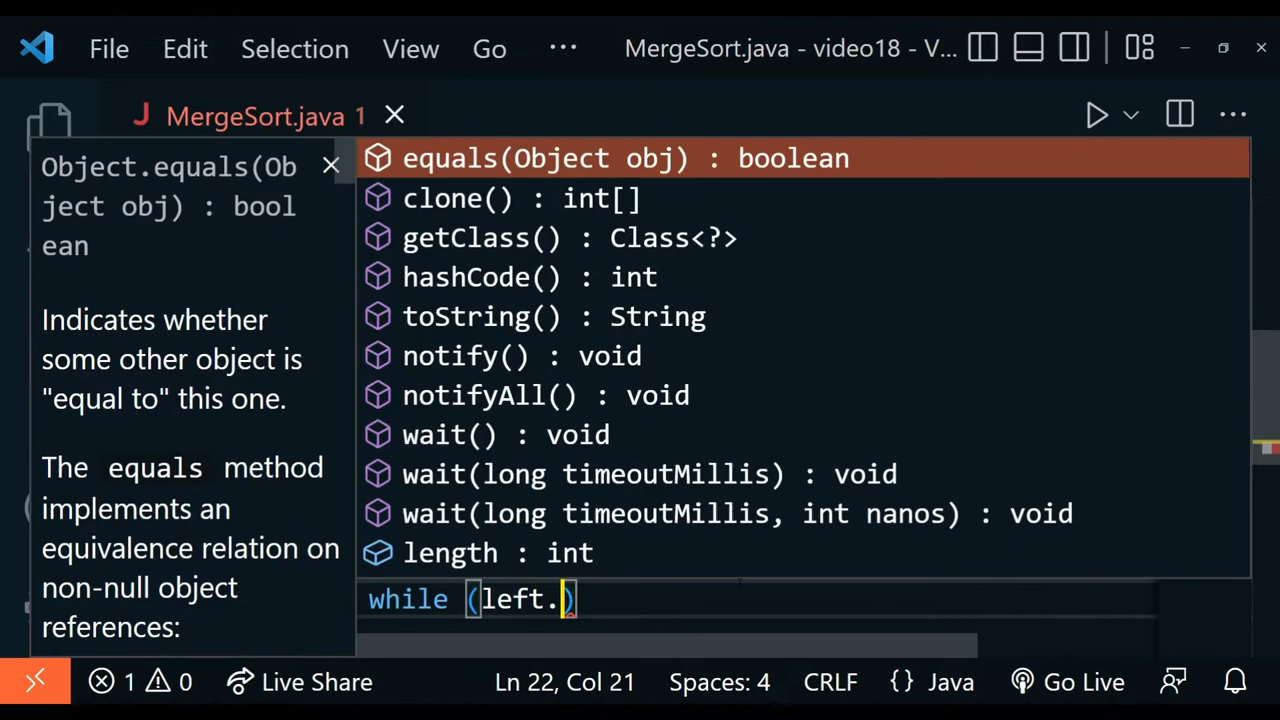 File Edit Selection View Go ··· MergeSort.java - video18 - V...
J MergeSort.java 1
Object.equals(Ob
ject obj) : bool
ean
Indicates whether
some other object is
"equal to" this one.
The equals method
implements an
equivalence relation on
non-null object
references:
equals(Object obj) : boolean
clone() : int[]
getClass() : Class<?>
hashCode() : int
toString() : String
notify() : void
notifyAll() : void
wait() : void
wait(long timeoutMillis) : void
wait(long timeoutMillis, int nanos) : void
length : int
while (left.)
1 0 Live Share Ln 22, Col 21 Spaces: 4 CRLF {} Java Go Live